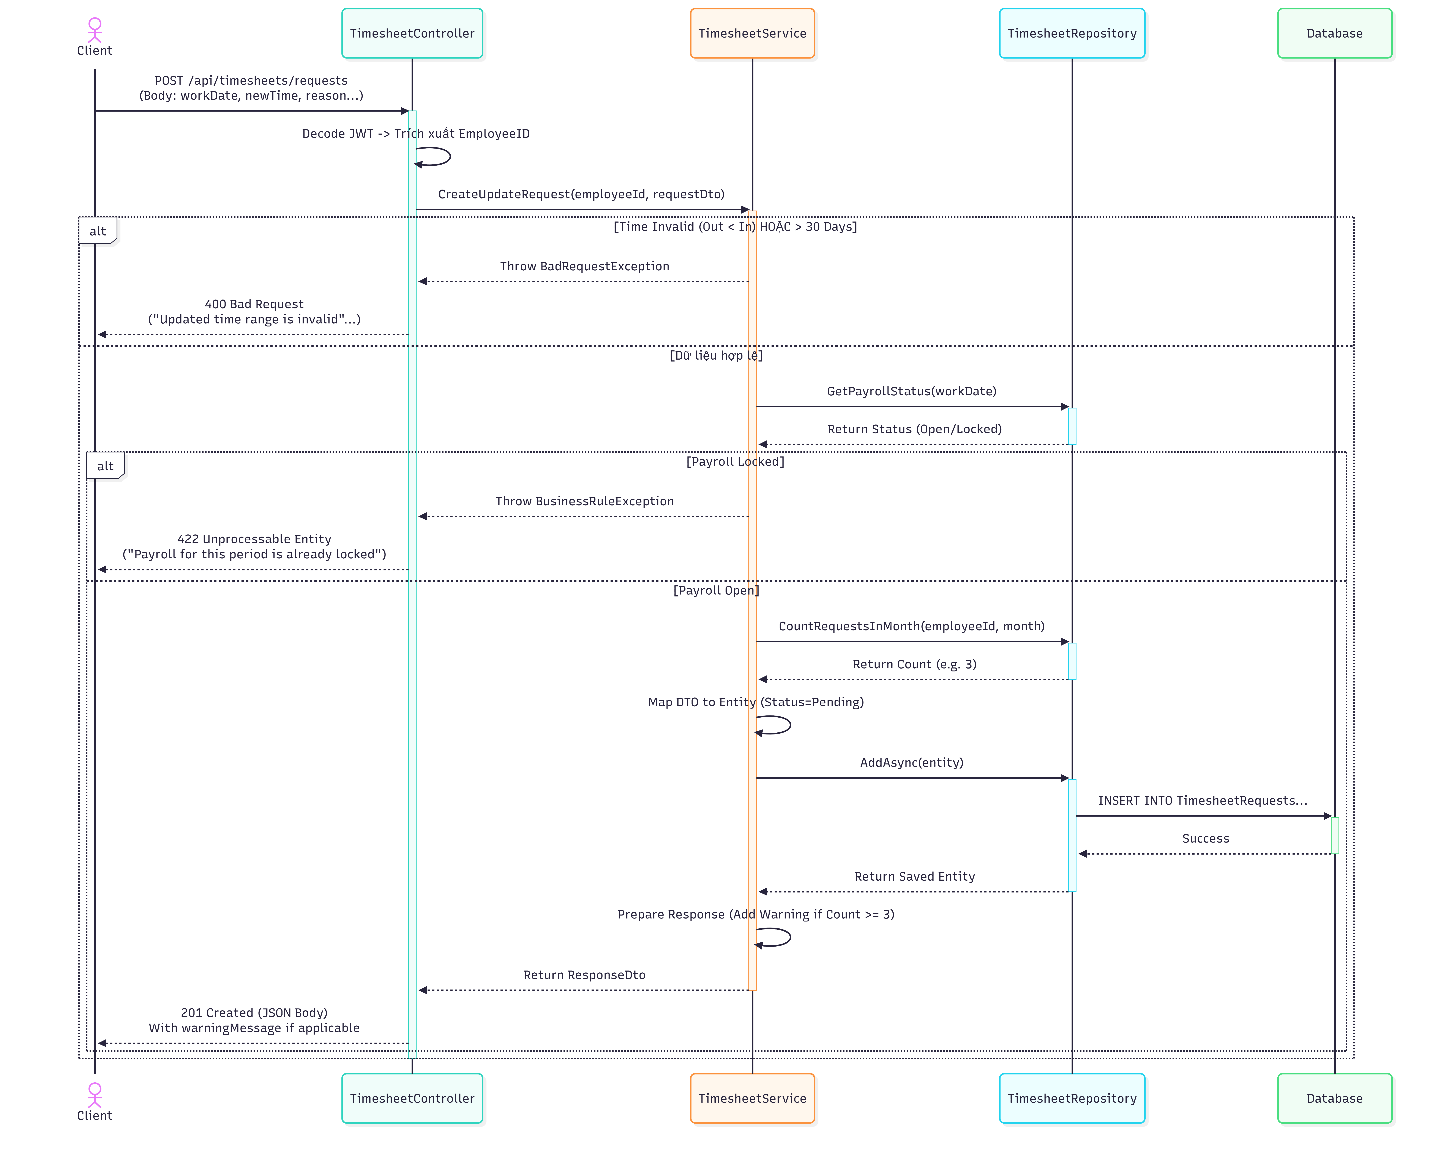 Client
TimesheetController
TimesheetService
TimesheetRepository
Database
POST /api/timesheets/requests
(Body: workDate, newTime, reason...)
Decode JWT -> Trích xuất EmployeeID
CreateUpdateRequest(employeeId, requestDto)
alt
[Time Invalid (Out < In) HOẶC > 30 Days]
Throw BadRequestException
400 Bad Request
("Updated time range is invalid"...)
[Dữ liệu hợp lệ]
GetPayrollStatus(workDate)
Return Status (Open/Locked)
alt
[Payroll Locked]
Throw BusinessRuleException
422 Unprocessable Entity
("Payroll for this period is already locked")
[Payroll Open]
CountRequestsInMonth(employeeId, month)
Return Count (e.g. 3)
Map DTO to Entity (Status=Pending)
AddAsync(entity)
INSERT INTO TimesheetRequests...
Success
Return Saved Entity
Prepare Response (Add Warning if Count >= 3)
Return ResponseDto
201 Created (JSON Body)
With warningMessage if applicable
Client
TimesheetController
TimesheetService
TimesheetRepository
Database